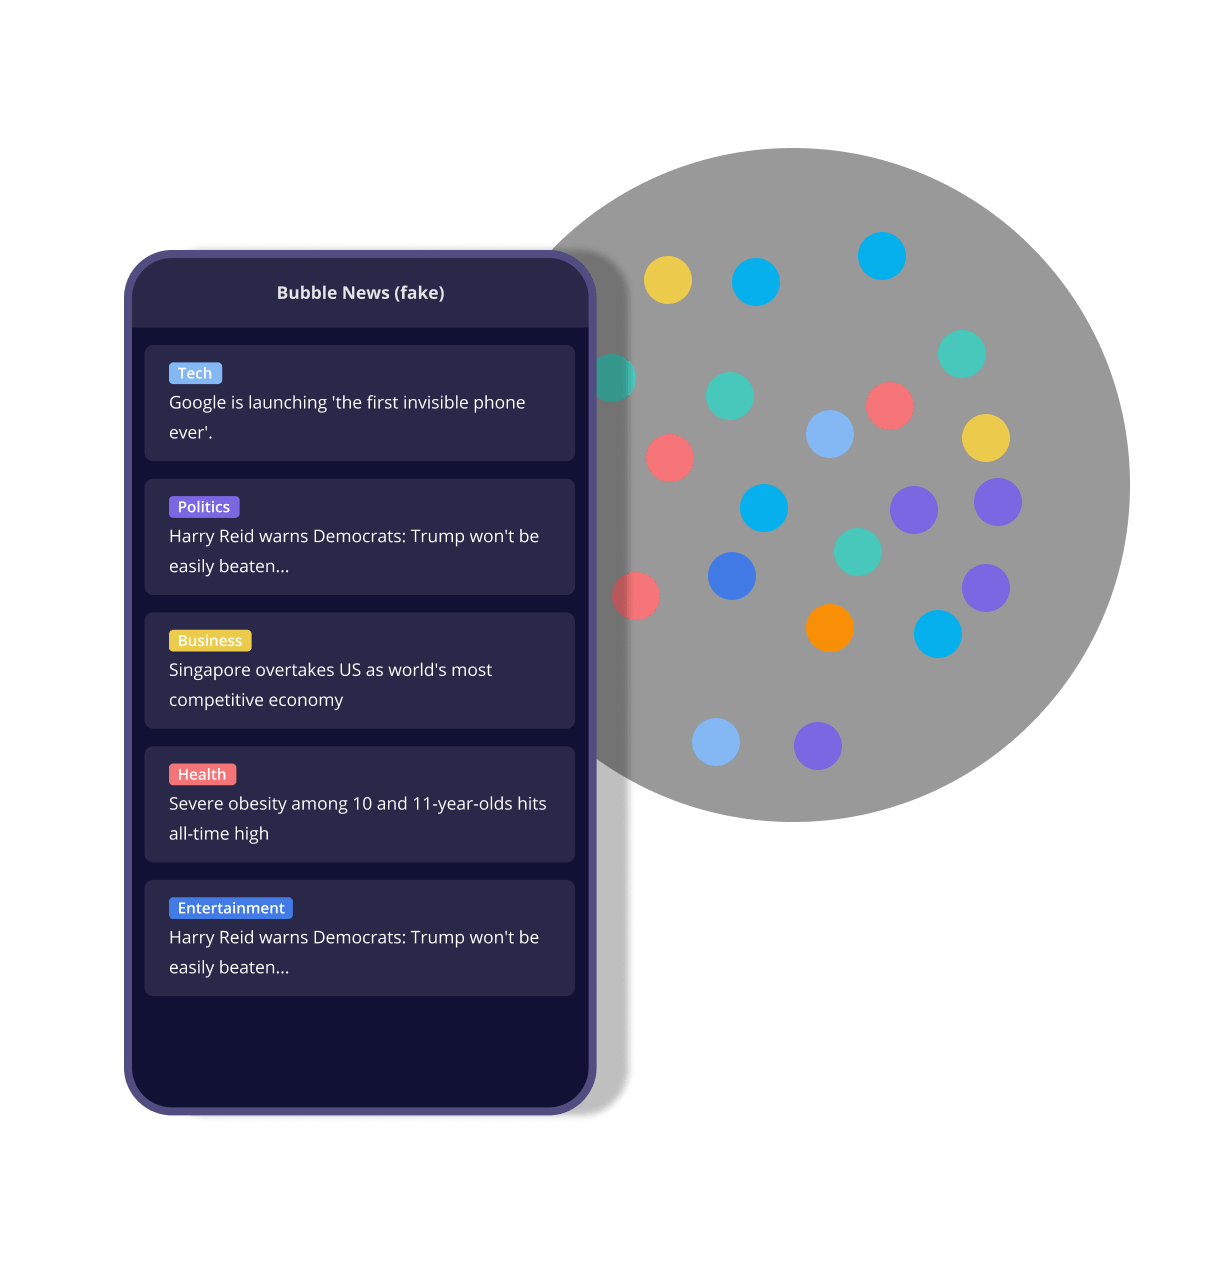 Bubble News (fake)
Tech
Google is launching 'the first invisible phone
ever'.
Politics
Harry Reid warns Democrats: Trump won't be
easily beaten...
Business
Singapore overtakes US as world's most
competitive economy
Health
Severe obesity among 10 and 11-year-olds hits
all-time high
Entertainment
Harry Reid warns Democrats: Trump won't be
easily beaten...